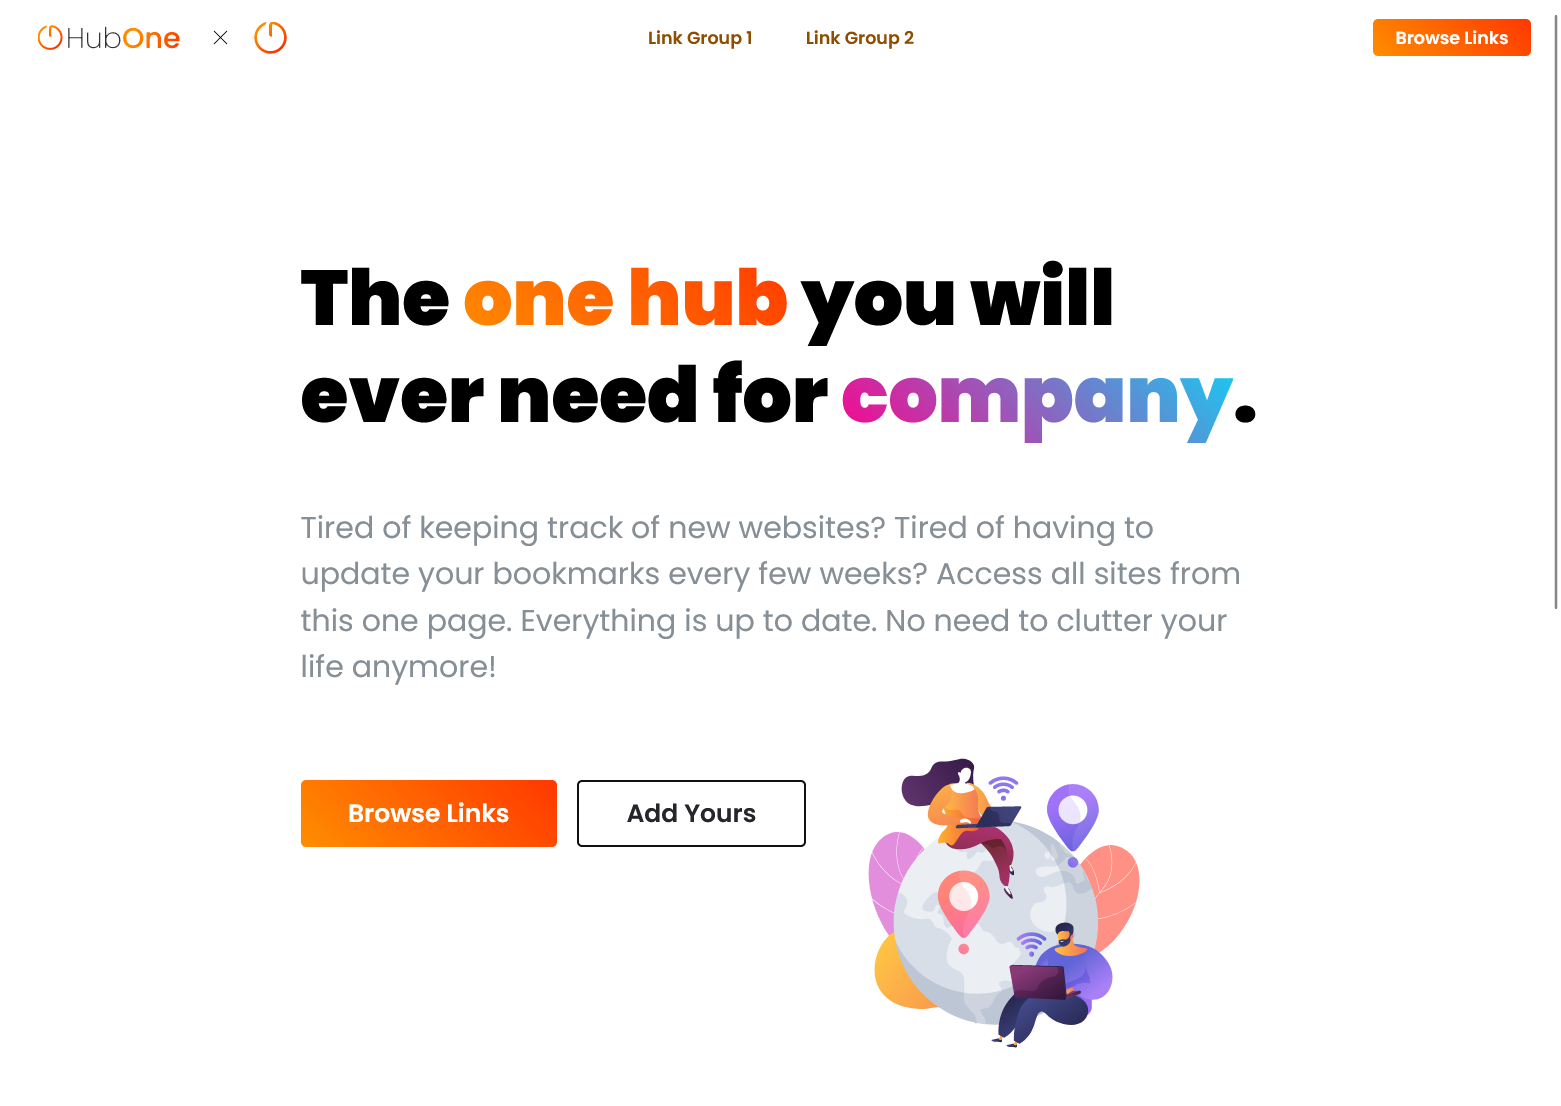 HubOne
Link Group 1
Link Group 2
Browse Links
The one hub you will
ever need for company.
Tired of keeping track of new websites? Tired of having to
update your bookmarks every few weeks? Access all sites from
this one page. Everything is up to date. No need to clutter your
life anymore!
Browse Links
Add Yours